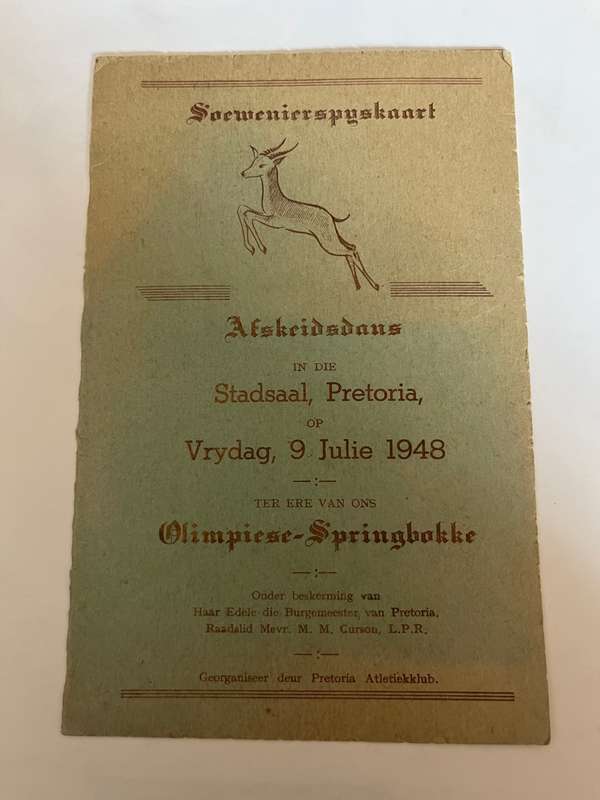 Soewenierspyskaart
Afskeidsdans
IN DIE
Stadsaal, Pretoria,
OP
Vrydag, 9 Julie 1948
TER ERE VAN ONS
Olimpiese-Springbokke
Onder beskerming van
Haar Edele die Burgemeester van Pretoria,
Raadslid Mevr. M. M. Curson, L.P.R.
Georganiseer deur Pretoria Atletiekklub.